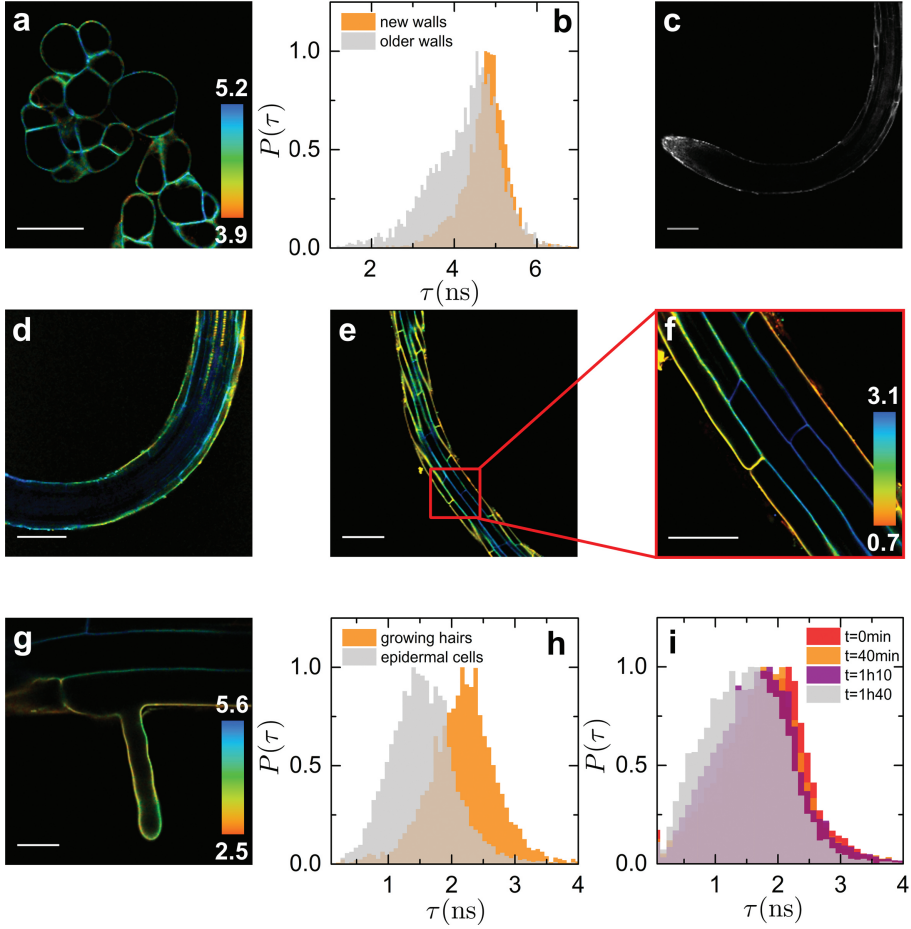 a
5.2
3.9
b
new walls
older walls
P(τ)
1.0
0.5
0.0
2
4
6
τ(ns)
c
d
e
f
3.1
0.7
g
5.6
2.5
h
growing hairs
epidermal cells
P(τ)
1.0
0.5
0.0
1
2
3
4
τ(ns)
i
t=0min
t=40min
t=1h10
t=1h40
P(τ)
1.0
0.5
0.0
1
2
3
4
τ(ns)